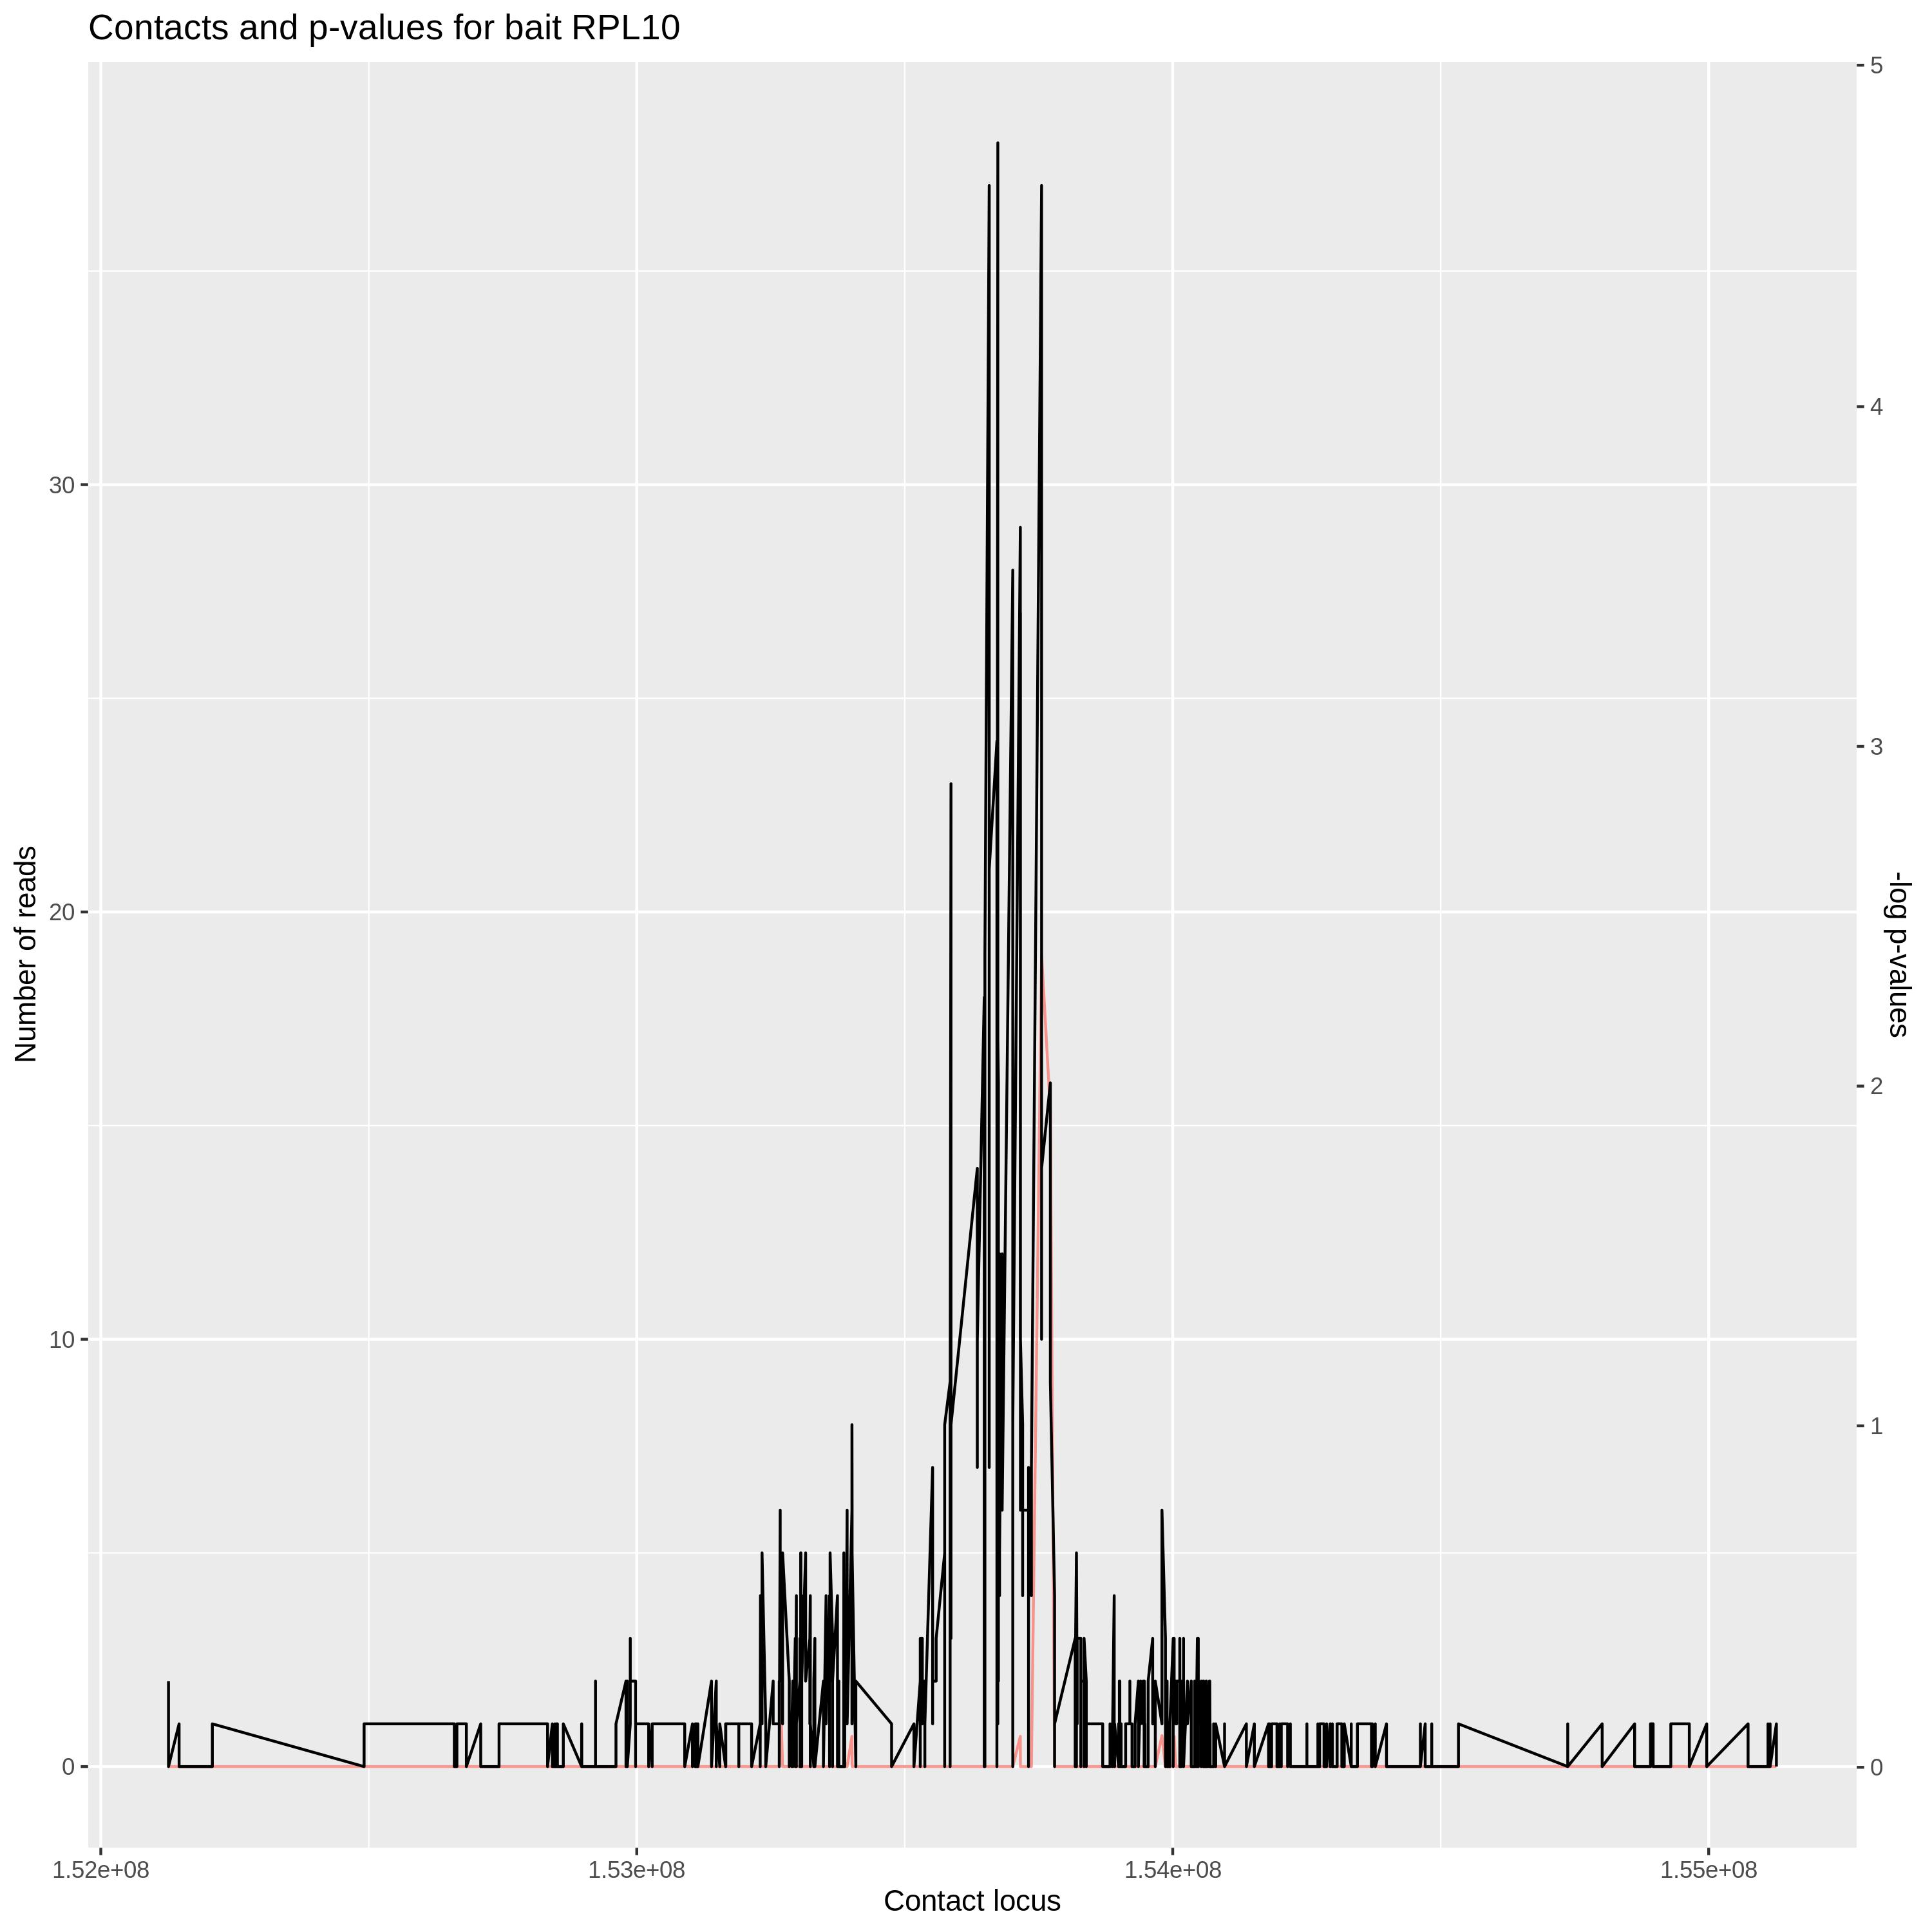 Contacts and p-values for bait RPL10
5
4
30
3
20
Number of reads
-log p-values
2
10
1
0
0
1.52e+08
1.53e+08
1.54e+08
1.55e+08
Contact locus